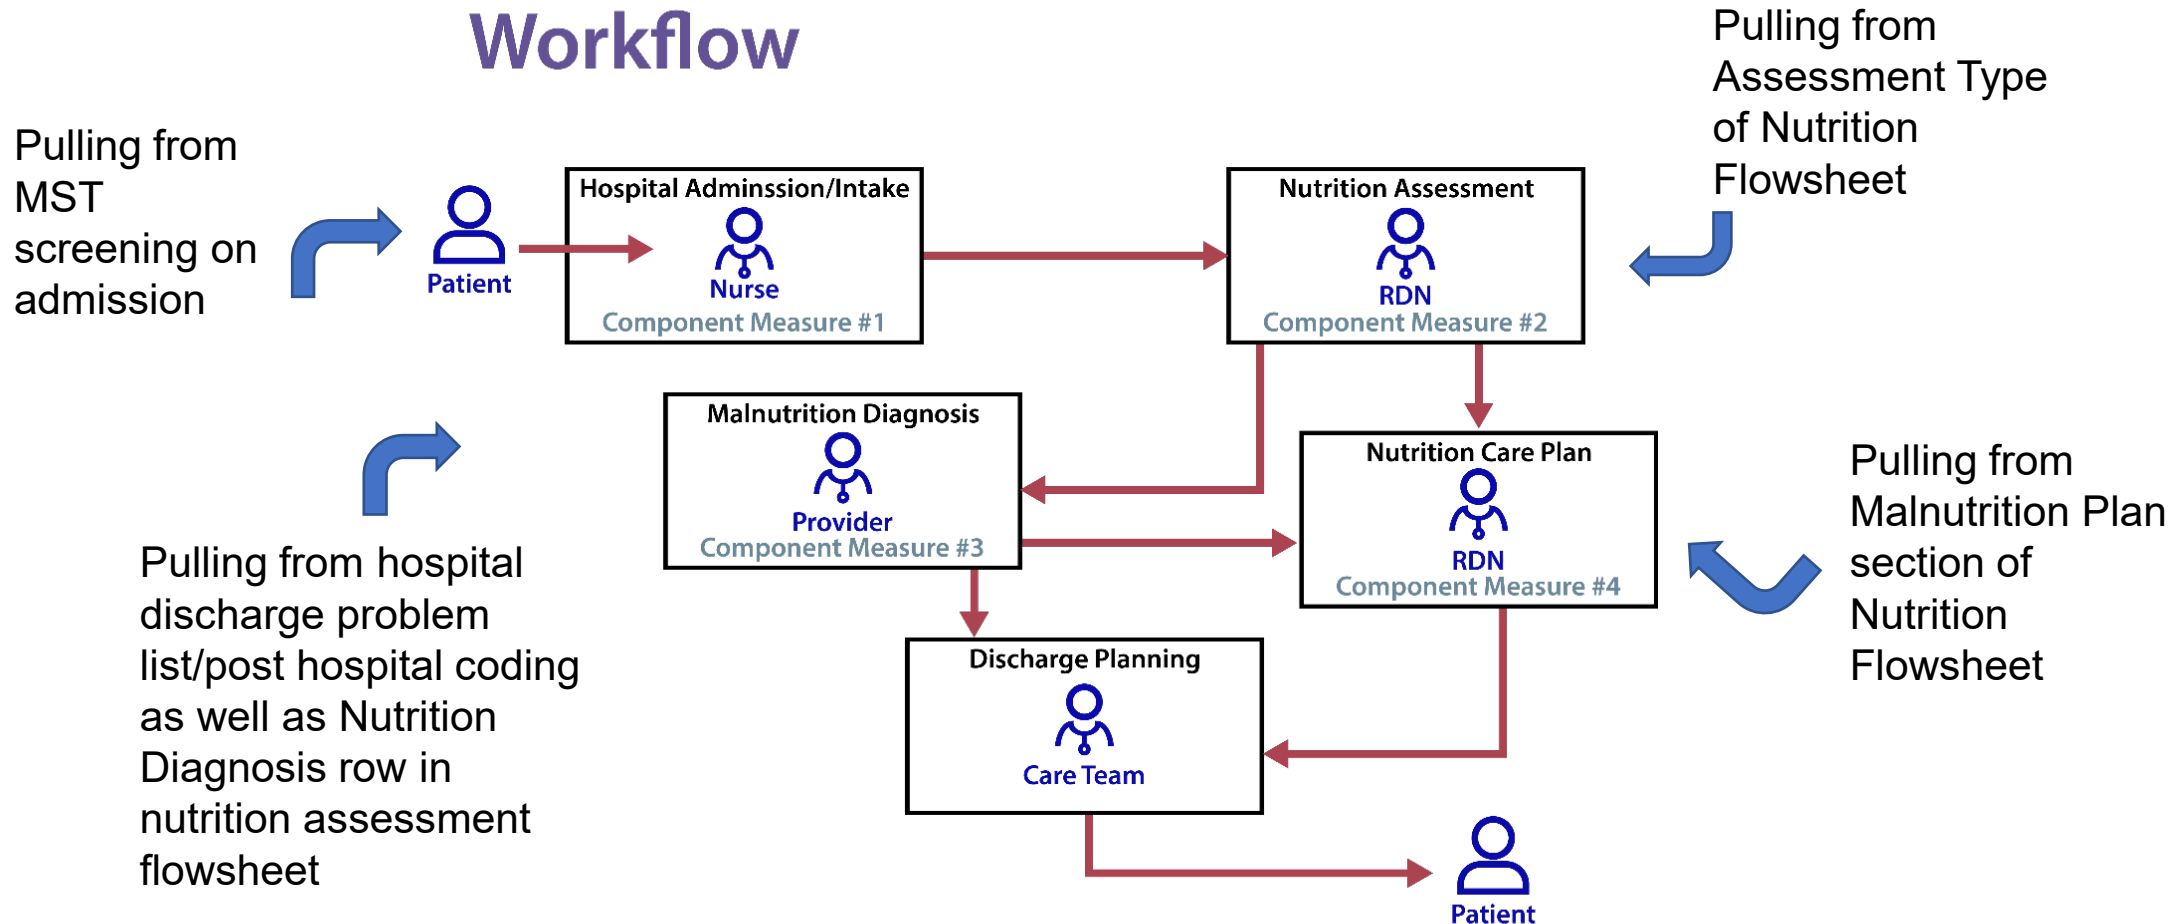 Workflow
Pulling from
Assessment Type
of Nutrition
Flowsheet
Pulling from
MST
screening on
admission
Patient
Hospital Adminssion/Intake
Nurse
Component Measure #1
Nutrition Assessment
RDN
Component Measure #2
Malnutrition Diagnosis
Provider
Component Measure #3
Nutrition Care Plan
RDN
Component Measure #4
Pulling from
Malnutrition Plan
section of
Nutrition
Flowsheet
Pulling from hospital
discharge problem
list/post hospital coding
as well as Nutrition
Diagnosis row in
nutrition assessment
flowsheet
Discharge Planning
Care Team
Patient